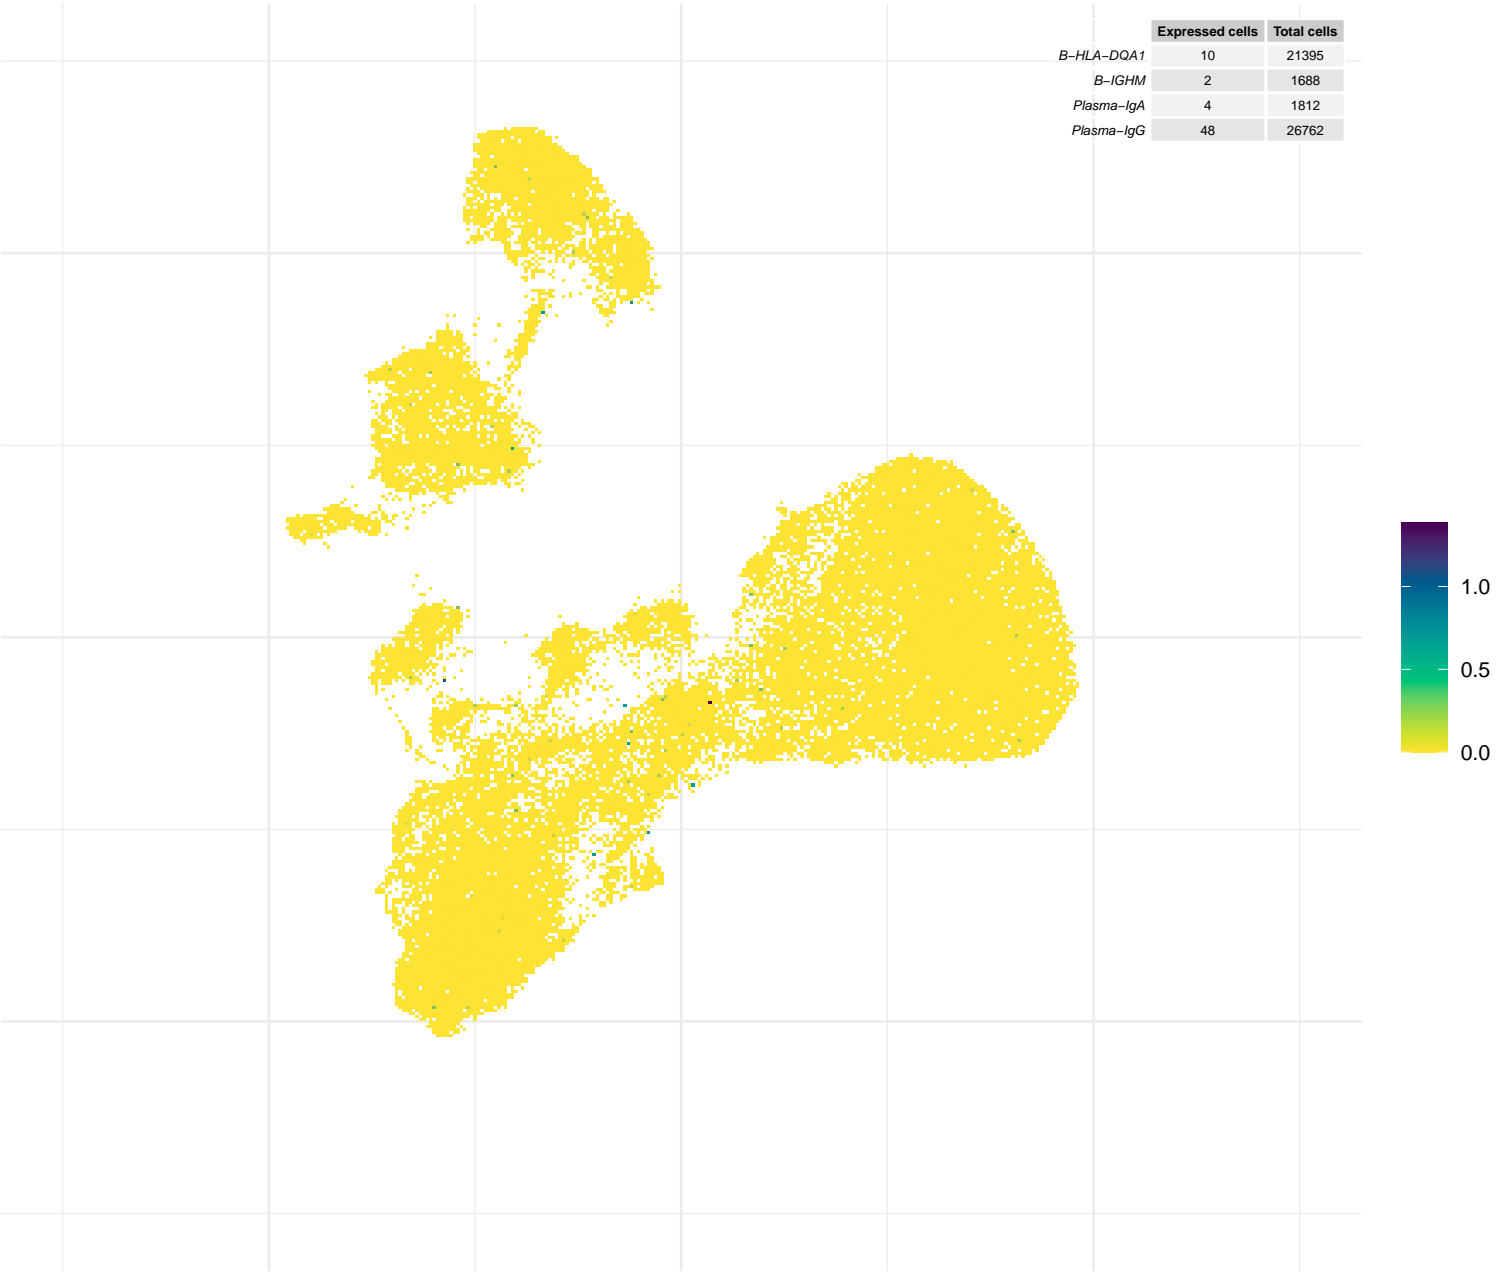 Expressed cells Total cells
B−HLA−DQA1 10 21395
B−IGHM 2 1688
Plasma−IgA 4 1812
Plasma−IgG 48 26762
1.0
0.5
0.0